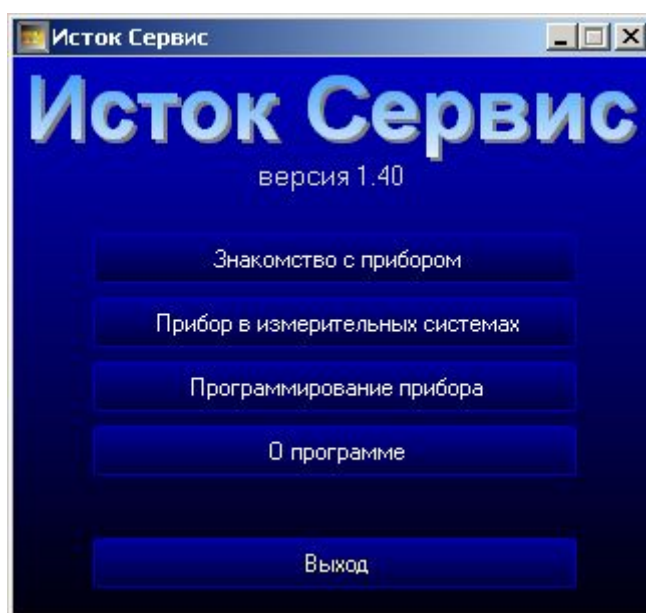 Исток Сервис
Исток Сервис
версия 1.40
Знакомство с прибором
Прибор в измерительных системах
Программирование прибора
О программе
Выход